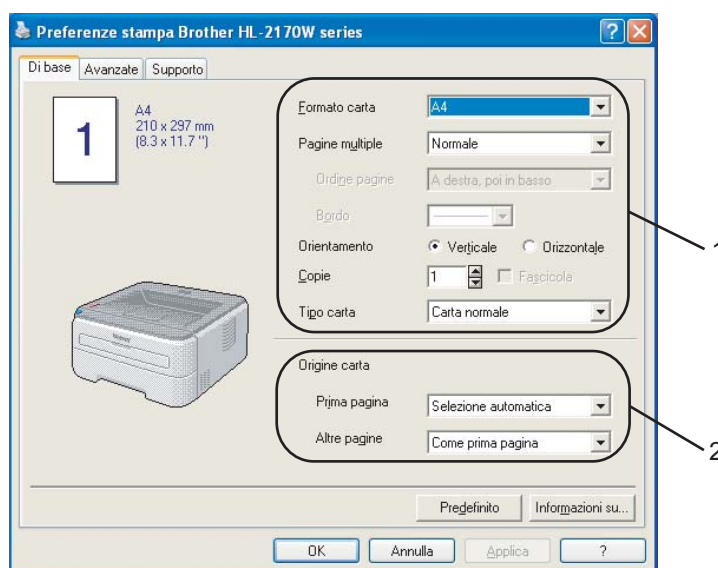 Preferenze stampa Brother HL-2170W series
Di base Avanzate Supporto
1
A4
210 x 297 mm
(8.3 x 11.7 ")
Formato carta A4
Pagine multiple Normale
Ordine pagine A destra, poi in basso
Bordo
Orientamento Verticale Orizzontale
Copie 1 Fascicola
Tipo carta Carta normale
1
Origine carta
Prima pagina Selezione automatica
Altre pagine Come prima pagina
2
Predefinito Informazioni su...
OK Annulla Applica ?